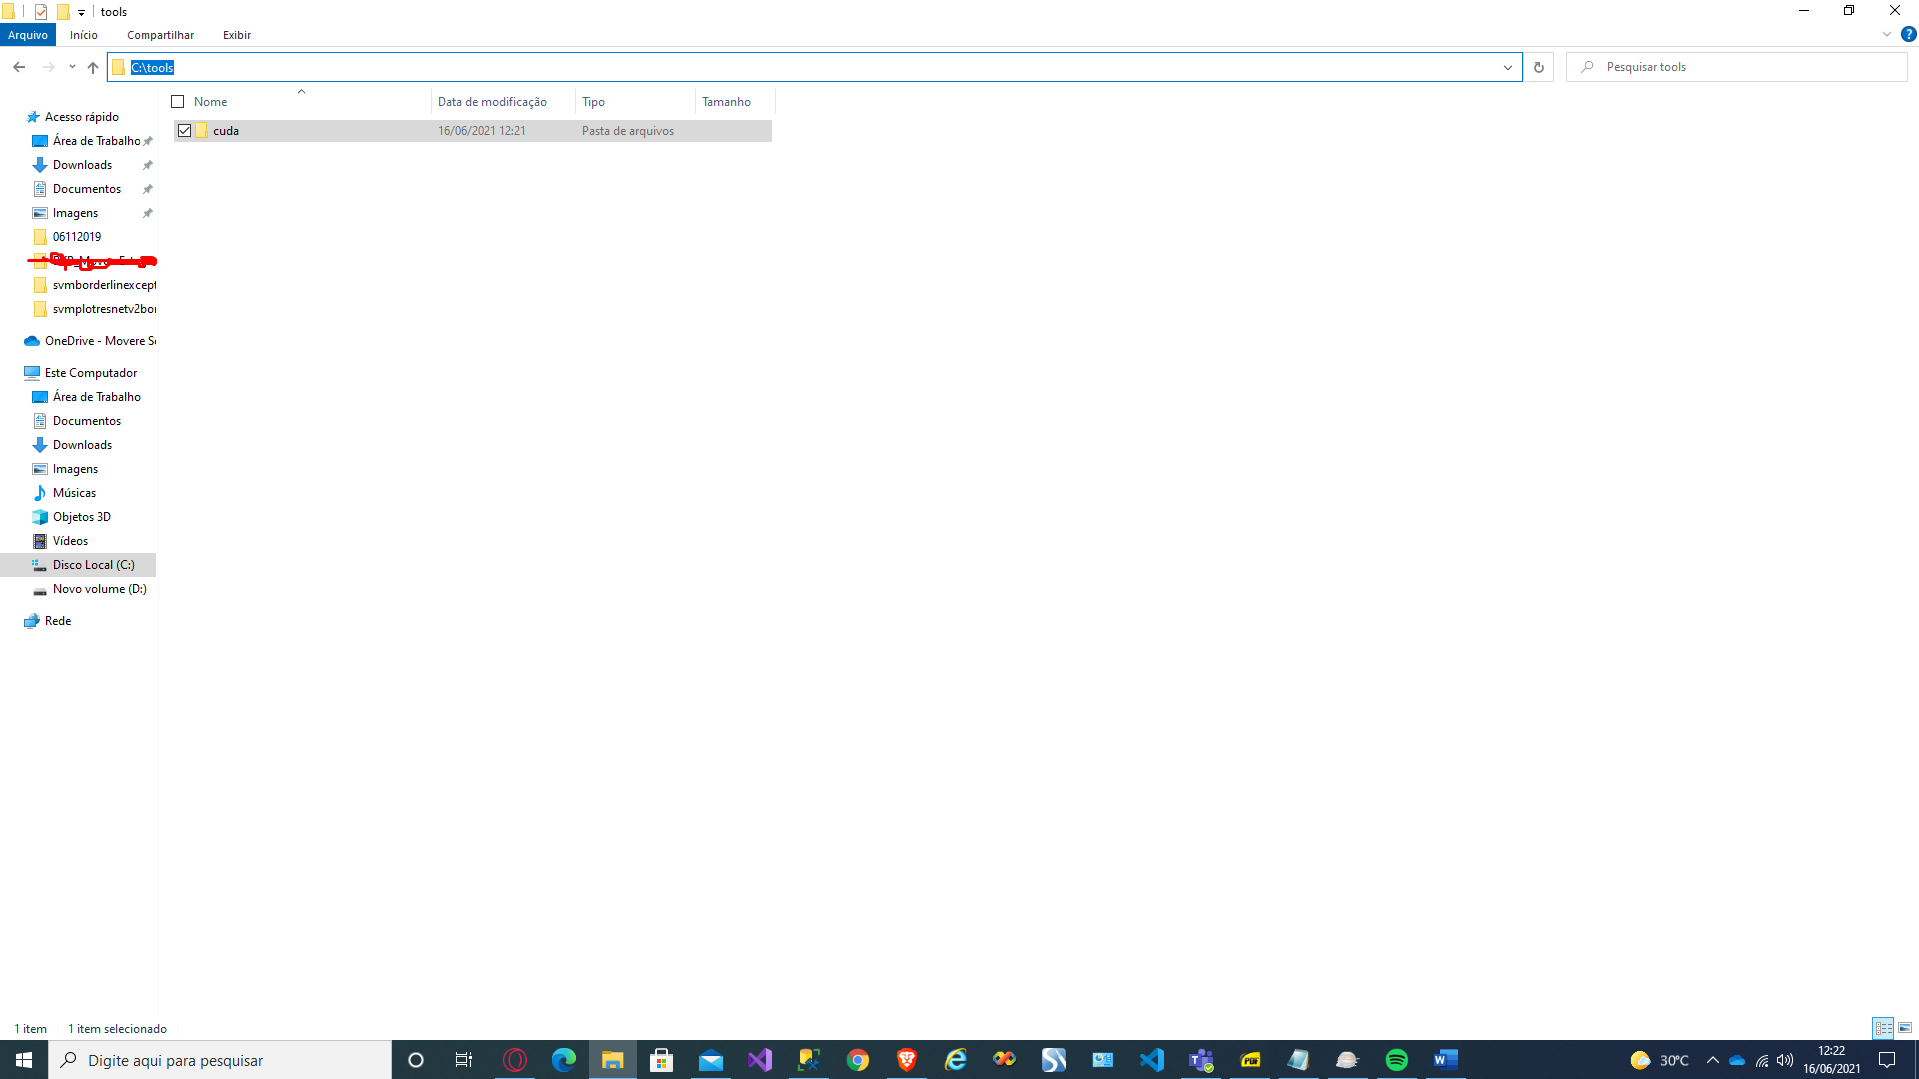 tools
Arquivo Início Compartilhar Exibir
C:\tools
Pesquisar tools
Nome Data de modificação Tipo Tamanho
cuda 16/06/2021 12:21 Pasta de arquivos
Acesso rápido
Área de Trabalho
Downloads
Documentos
Imagens
06112019
svmborderlinexcept
svmplotresnetv2bor
OneDrive - Movere Se
Este Computador
Área de Trabalho
Documentos
Downloads
Imagens
Músicas
Objetos 3D
Vídeos
Disco Local (C:)
Novo volume (D:)
Rede
1 item 1 item selecionado
Digite aqui para pesquisar
30°C
12:22
16/06/2021